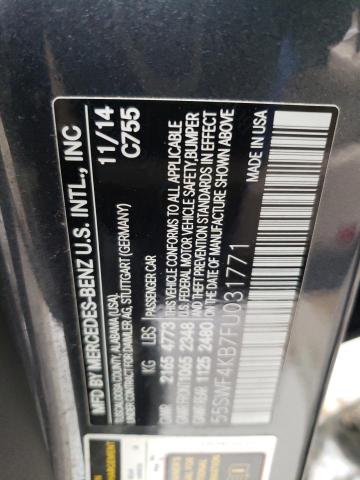 MFD BY MERCEDES-BENZ U.S. INTL., INC
TUSCALOOSA COUNTY, ALABAMA (USA)
UNDER CONTRACT FOR DAIMLER AG, STUTTGART (GERMANY)
11/14
C755
KG LBS PASSENGER CAR
GVWR 2165 4773 THIS VEHICLE CONFORMS TO ALL APPLICABLE
GAWR FRONT 1065 2348 FEDERAL MOTOR VEHICLE SAFETY, BUMPER
GAWR REAR 1125 2480 AND THEFT PREVENTION STANDARDS IN EFFECT
ON THE DATE OF MANUFACTURE SHOWN ABOVE
55SWF4KB7FU031771 MADE IN USA